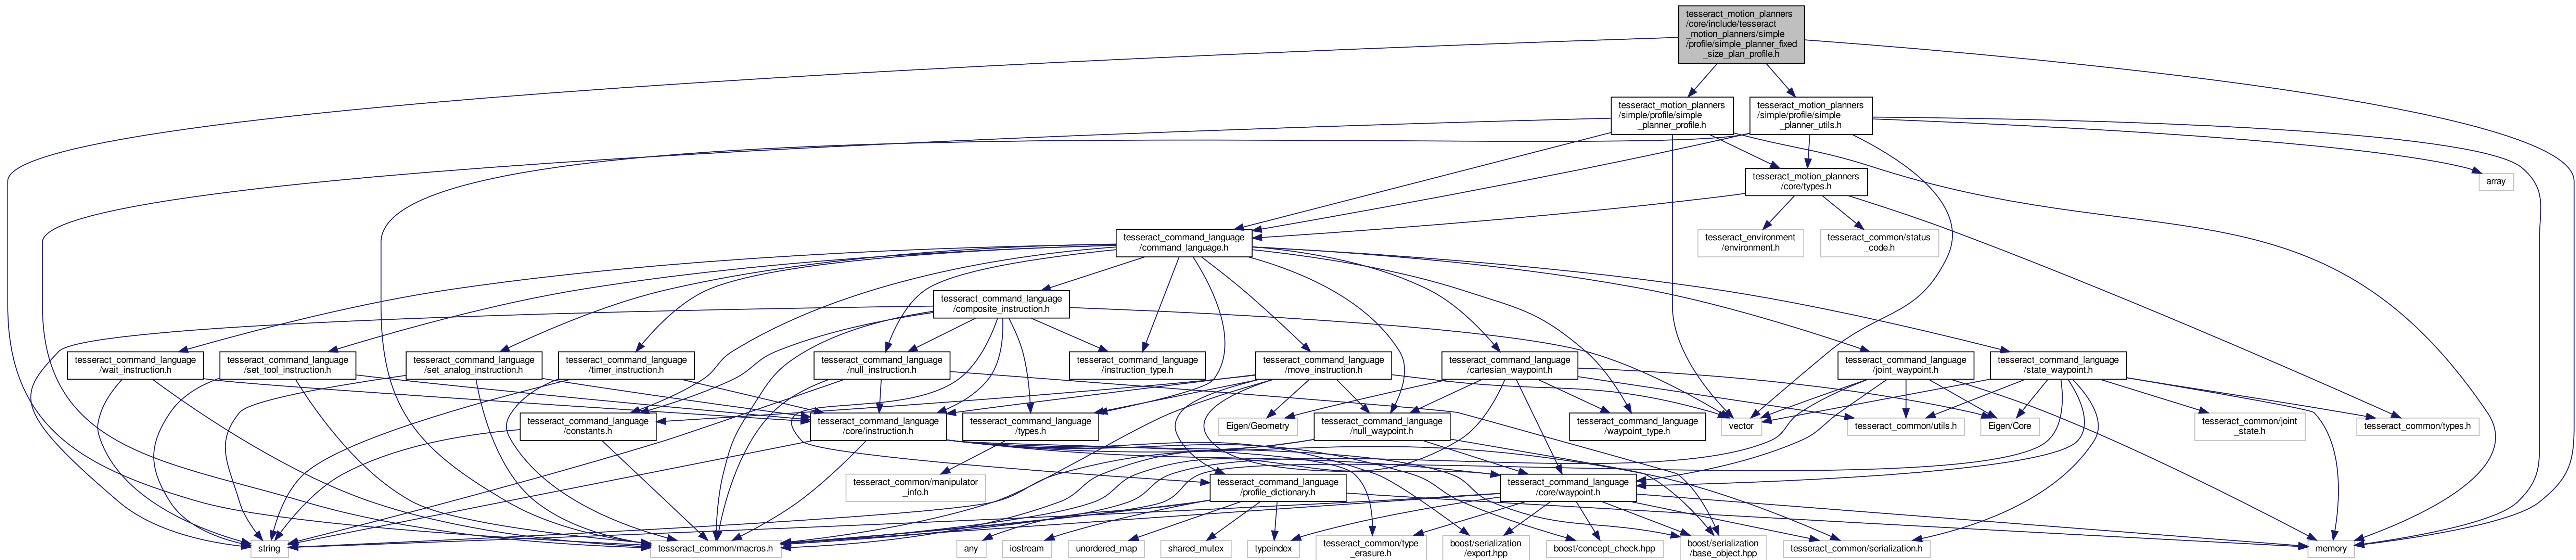 tesseract_motion_planners
/core/include/tesseract
_motion_planners/simple
/profile/simple_planner_fixed
_size_plan_profile.h
tesseract_motion_planners
/simple/profile/simple
_planner_profile.h
tesseract_motion_planners
/simple/profile/simple
_planner_utils.h
tesseract_motion_planners
/core/types.h
array
tesseract_command_language
/command_language.h
tesseract_environment
/environment.h
tesseract_common/status
_code.h
tesseract_command_language
/composite_instruction.h
tesseract_command_language
/wait_instruction.h
tesseract_command_language
/set_tool_instruction.h
tesseract_command_language
/set_analog_instruction.h
tesseract_command_language
/timer_instruction.h
tesseract_command_language
/null_instruction.h
tesseract_command_language
/instruction_type.h
tesseract_command_language
/move_instruction.h
tesseract_command_language
/cartesian_waypoint.h
tesseract_command_language
/joint_waypoint.h
tesseract_command_language
/state_waypoint.h
tesseract_command_language
/constants.h
tesseract_command_language
/core/instruction.h
tesseract_command_language
/types.h
Eigen/Geometry
tesseract_command_language
/null_waypoint.h
tesseract_command_language
/waypoint_type.h
vector
tesseract_common/utils.h
Eigen/Core
tesseract_common/joint
_state.h
tesseract_common/types.h
tesseract_common/manipulator
_info.h
tesseract_command_language
/profile_dictionary.h
tesseract_command_language
/core/waypoint.h
string
tesseract_common/macros.h
any
iostream
unordered_map
shared_mutex
typeindex
tesseract_common/type
_erasure.h
boost/serialization
/export.hpp
boost/concept_check.hpp
boost/serialization
/base_object.hpp
tesseract_common/serialization.h
memory